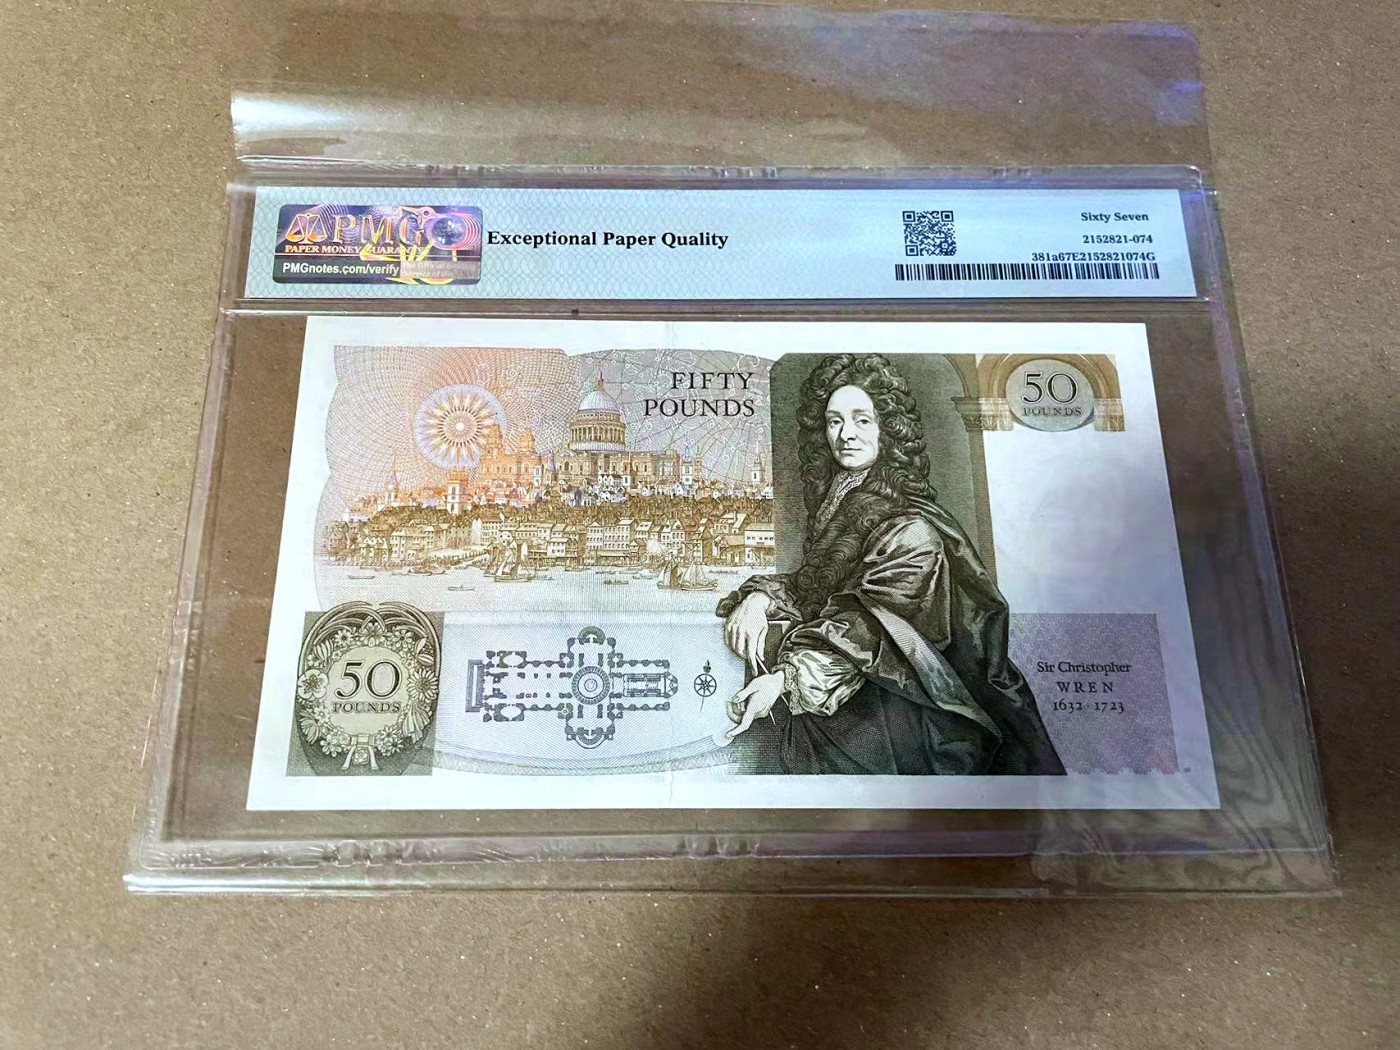 PMG
PAPER MONEY GUARANTY
PMGnotes.com/verify
Exceptional Paper Quality
Sixty Seven
2152821-074
381a67E2152821074G
FIFTY
POUNDS
50
POUNDS
50
POUNDS
Sir Christopher
WREN
1632 · 1723